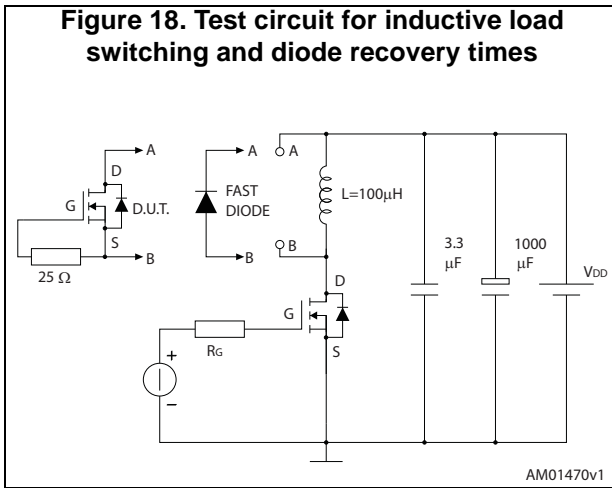 Figure 18. Test circuit for inductive load
switching and diode recovery times
A
D
G
D.U.T.
S
B
25 Ω
A
FAST
DIODE
B
A
L=100μH
B
D
G
S
RG
+
−
3.3
μF
1000
μF
VDD
AM01470v1